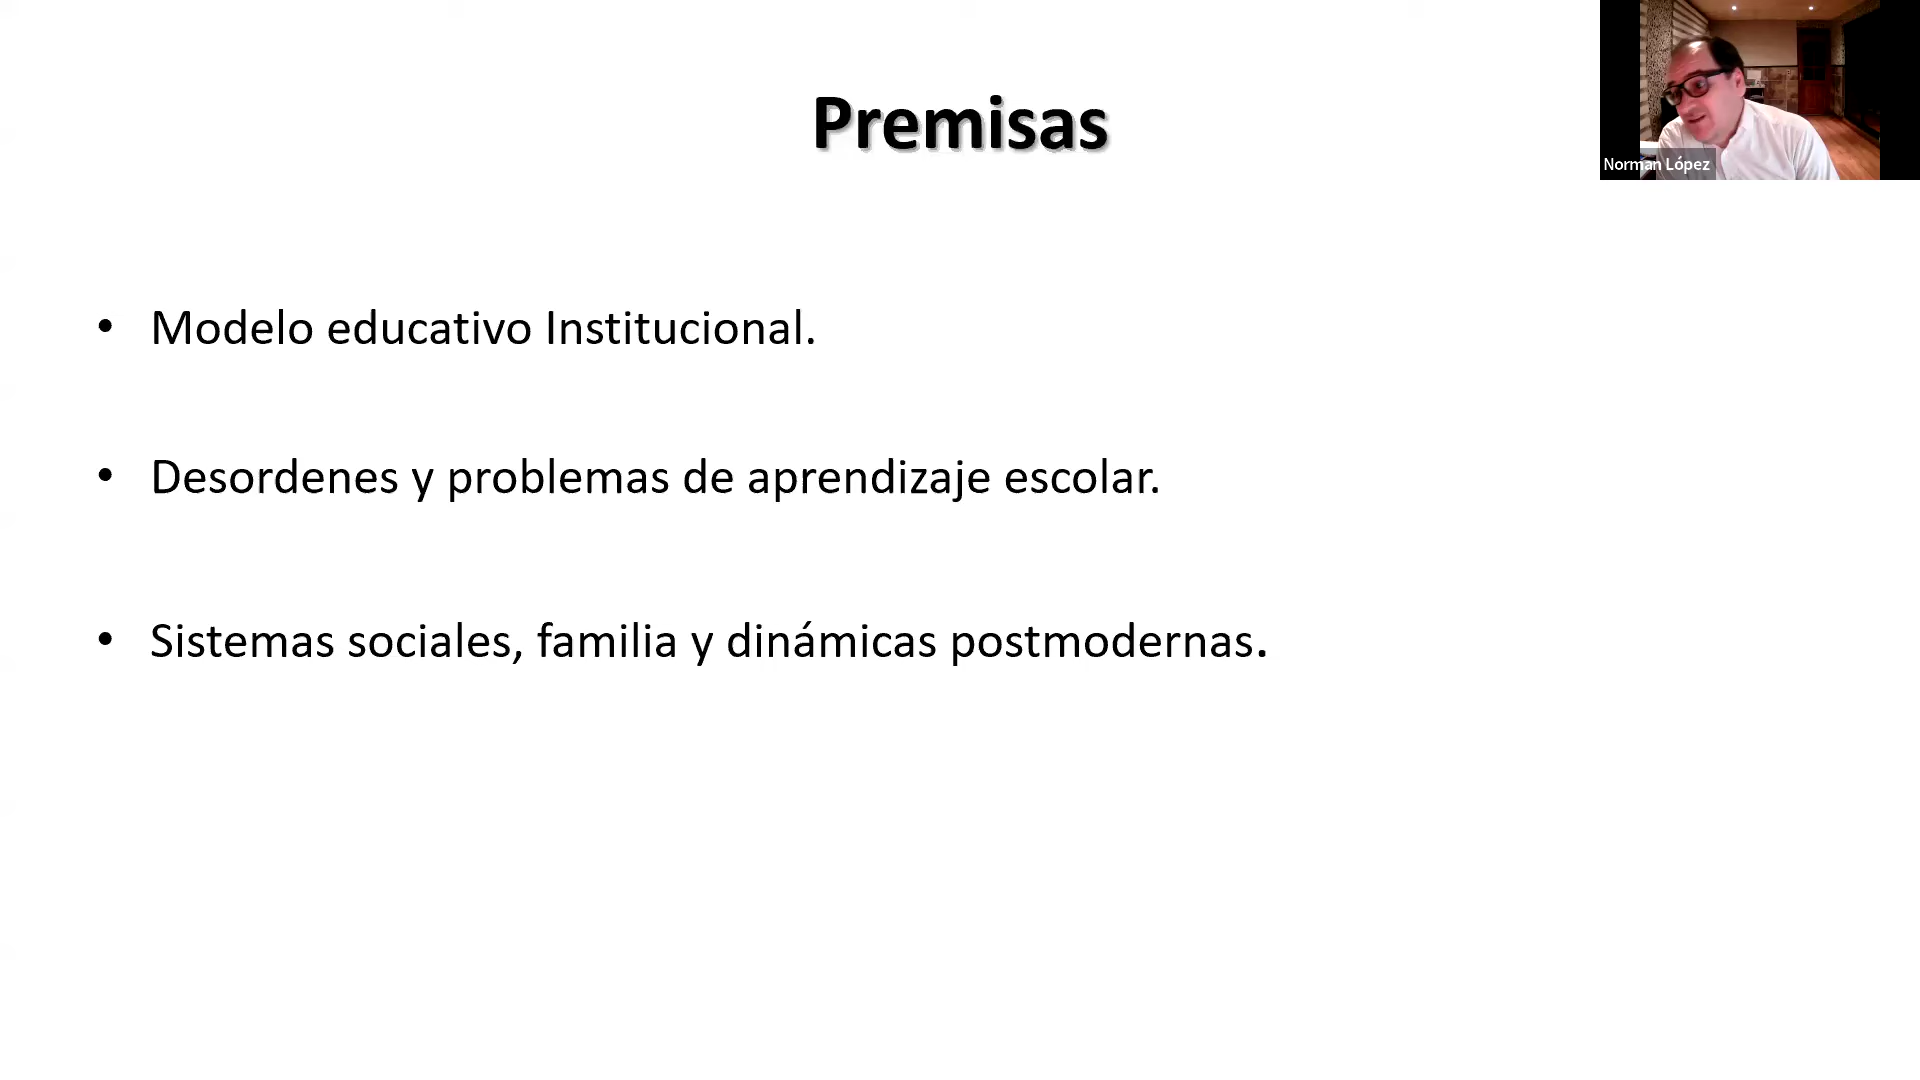 Premisas
Norman López
• Modelo educativo Institucional.
• Desordenes y problemas de aprendizaje escolar.
• Sistemas sociales, familia y dinámicas postmodernas.